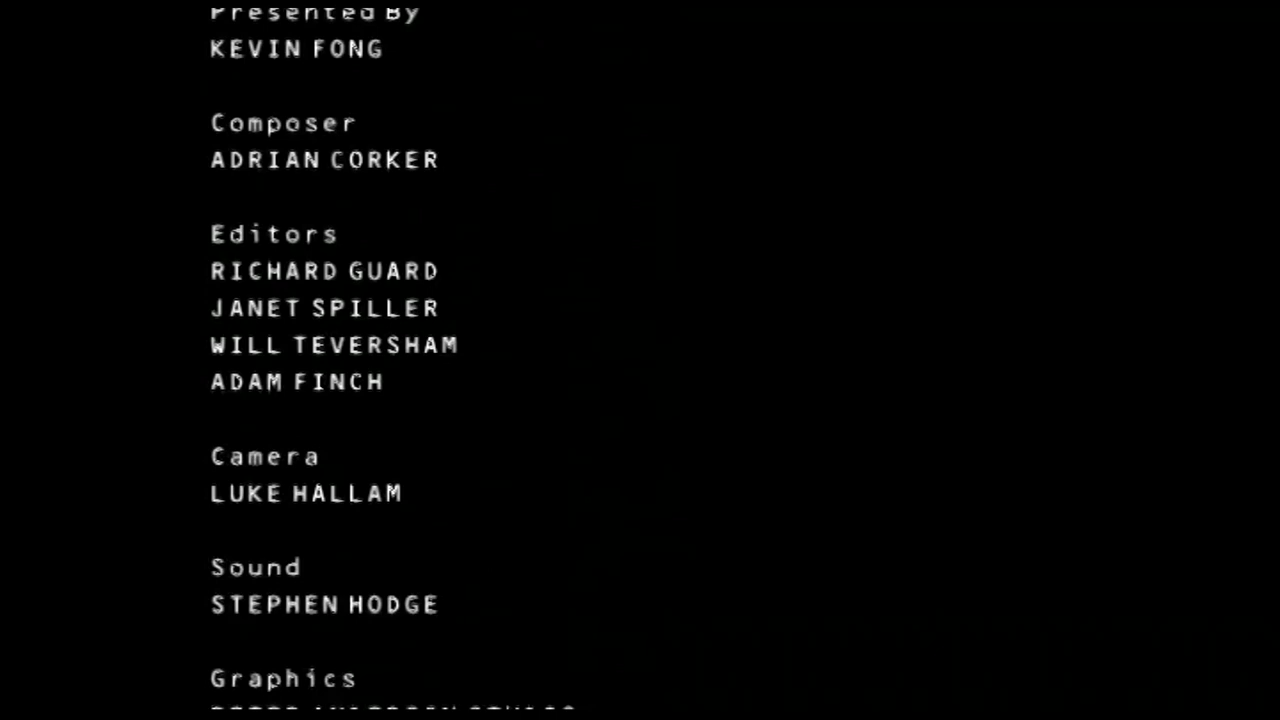 Presented By
KEVIN FONG
Composer
ADRIAN CORKER
Editors
RICHARD GUARD
JANET SPILLER
WILL TEVERSHAM
ADAM FINCH
Camera
LUKE HALLAM
Sound
STEPHEN HODGE
Graphics